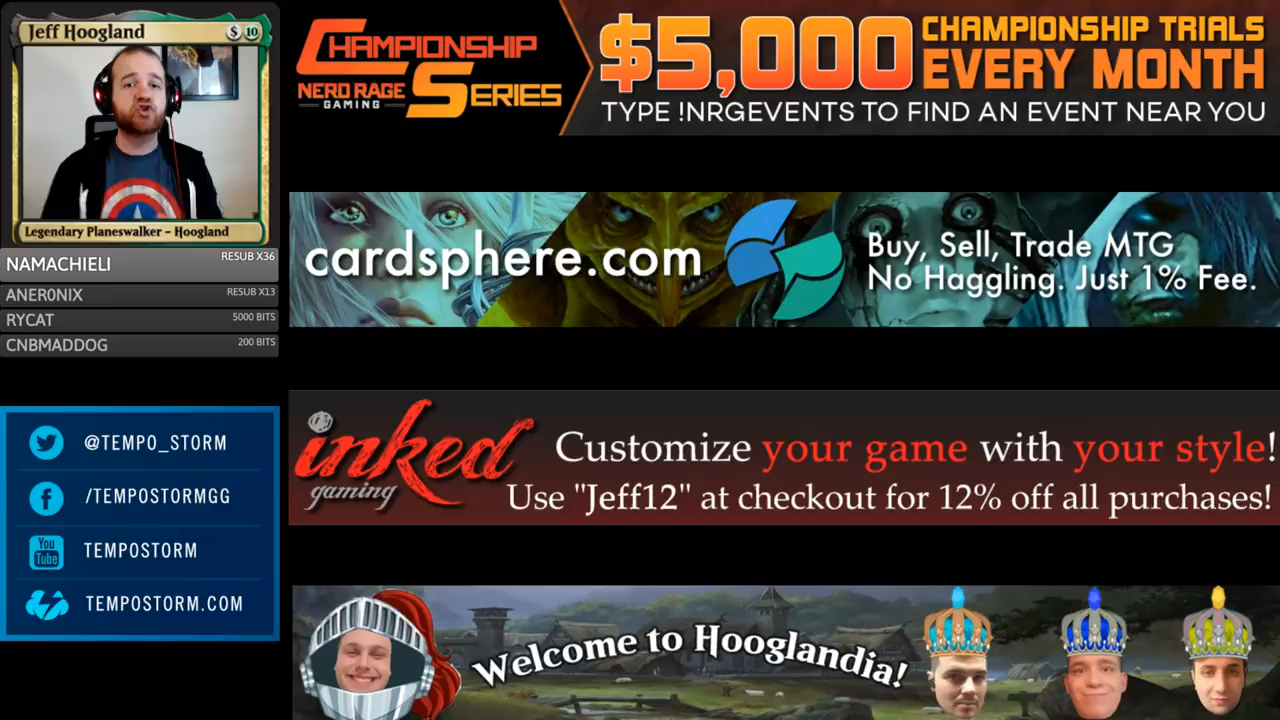 Jeff Hoogland
$ 10
Legendary Planeswalker – Hoogland
NAMACHIELI RESUB X36
ANER0NIX RESUB X13
RYCAT 5000 BITS
CNBMADDOG 200 BITS
@TEMPO_STORM
/TEMPOSTORMGG
You Tube TEMPOSTORM
TEMPOSTORM.COM
CHAMPIONSHIP
NERD RAGE GAMING SERIES
$5,000 CHAMPIONSHIP TRIALS
EVERY MONTH
TYPE !NRGEVENTS TO FIND AN EVENT NEAR YOU
cardsphere.com
Buy, Sell, Trade MTG
No Haggling. Just 1% Fee.
inked gaming
Customize your game with your style!
Use "Jeff12" at checkout for 12% off all purchases!
Welcome to Hooglandia!